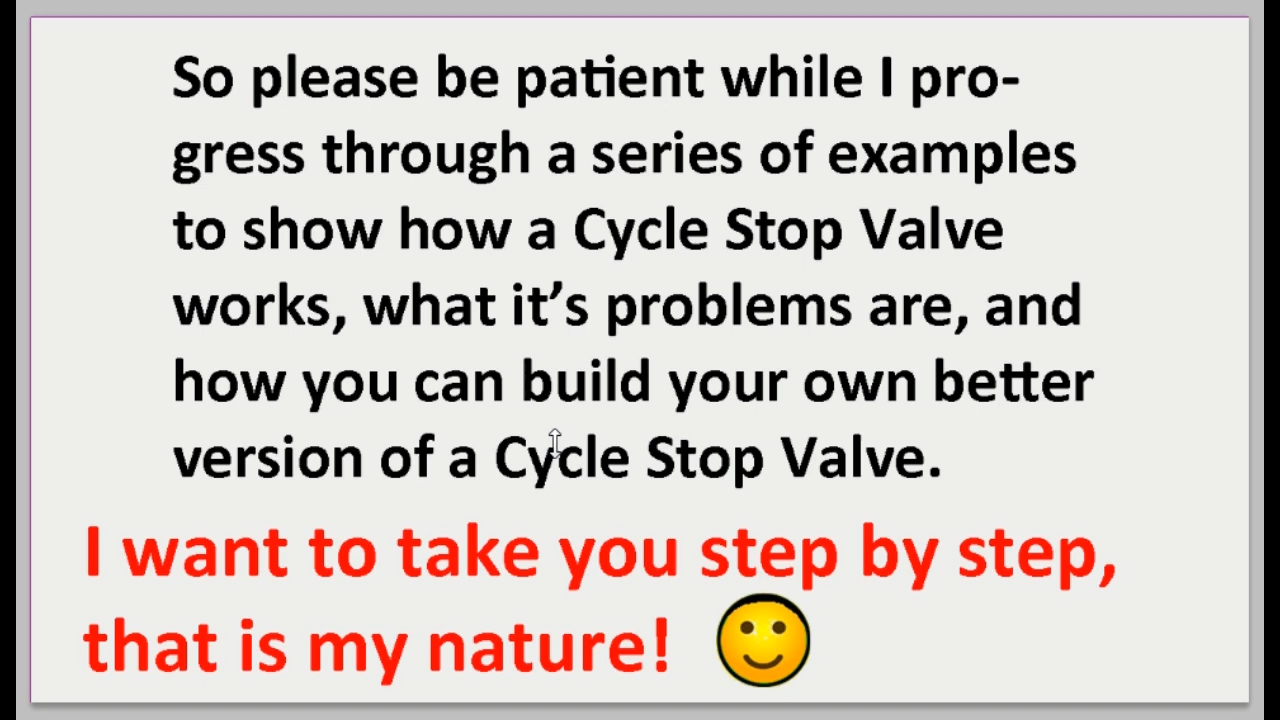 So please be patient while I pro-
gress through a series of examples
to show how a Cycle Stop Valve
works, what it’s problems are, and
how you can build your own better
version of a Cycle Stop Valve.
I want to take you step by step,
that is my nature!